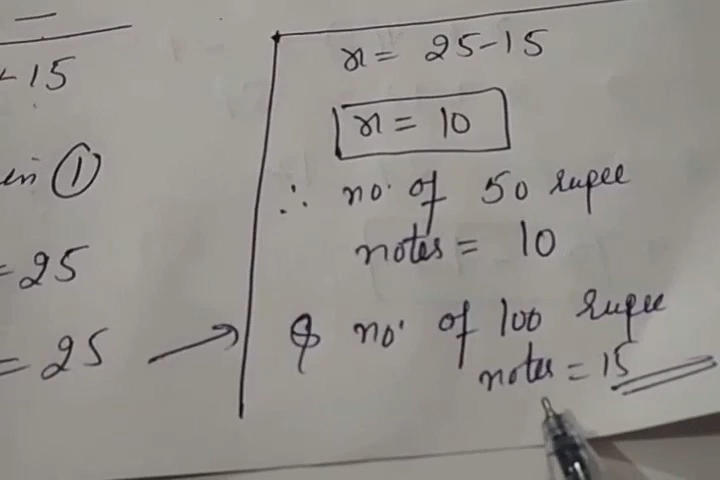 - 15
in ①
= 25
= 25 →
x = 25-15
x = 10
∴ no. of 50 rupee
notes = 10
& no. of 100 rupee
notes = 15